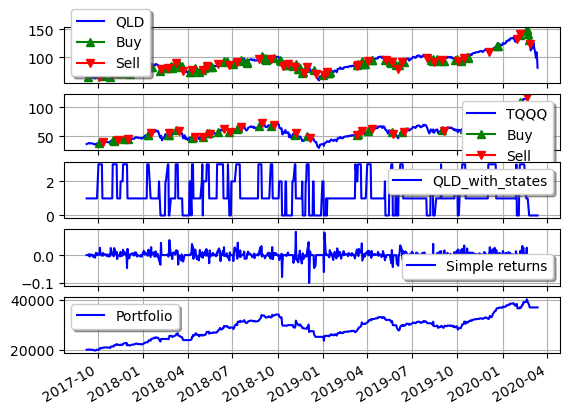 QLD
Buy
Sell
150
100
TQQQ
Buy
Sell
100
50
QLD_with_states
2
0
Simple returns
0.0
−0.1
Portfolio
40000
20000
2017-10 2018-01 2018-04 2018-07 2018-10 2019-01 2019-04 2019-07 2019-10 2020-01 2020-04